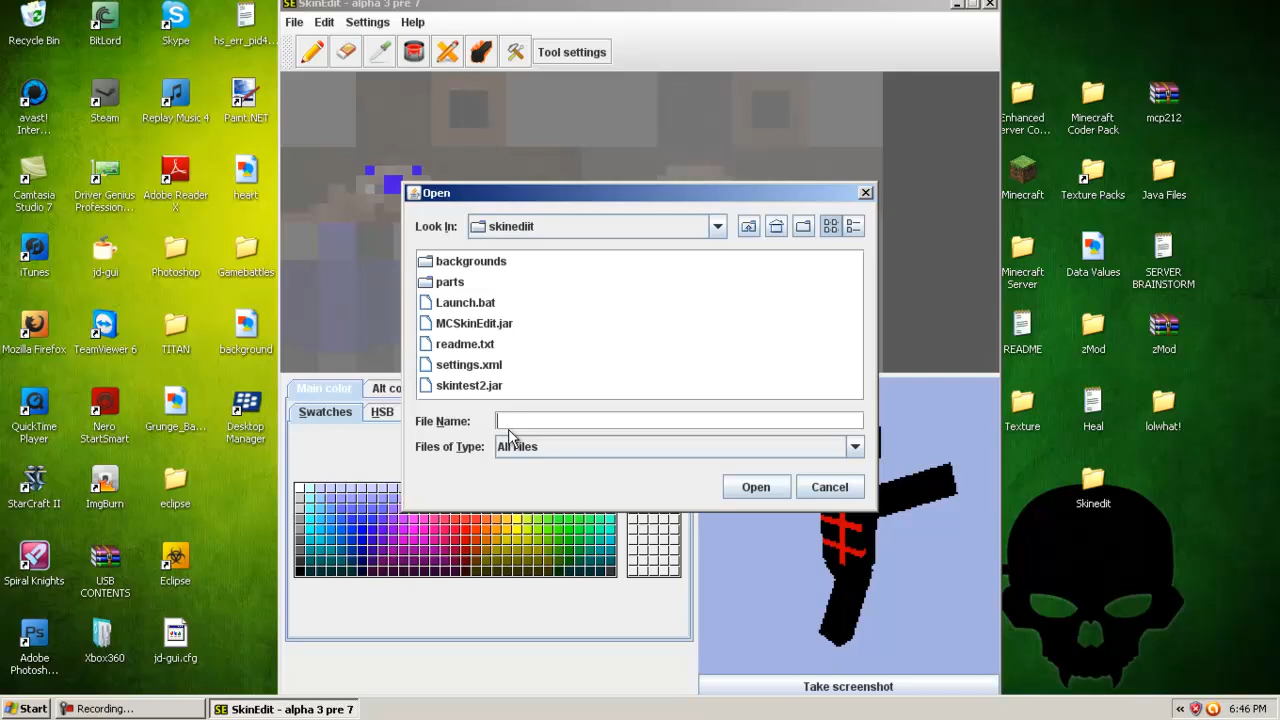 SkinEdit - alpha 3 pre 7
File Edit Settings Help
Tool settings
Open
Look In: skinediit
backgrounds
parts
Launch.bat
MCSkinEdit.jar
readme.txt
settings.xml
skintest2.jar
File Name:
Files of Type: All Files
Open Cancel
Main color Alt co
Swatches HSB
Take screenshot
Recycle Bin BitLord Skype hs_err_pid4...
avast! Inter... Steam Replay Music 4 Paint.NET
Camtasia Studio 7 Driver Genius Profession... Adobe Reader X heart
iTunes jd-gui Photoshop Gamebattles
Mozilla Firefox TeamViewer 6 TITAN background
QuickTime Player Nero StartSmart Grunge_Ba... Desktop Manager
StarCraft II ImgBurn eclipse
Spiral Knights USB CONTENTS Eclipse
Adobe Photosh... Xbox360 jd-gui.cfg
Enhanced Server Co... Minecraft Coder Pack mcp212
Minecraft Texture Packs Java Files
Minecraft Server Data Values SERVER BRAINSTORM
README zMod zMod
Texture Heal lolwhat!
Skinedit
Start Recording... SkinEdit - alpha 3 pre 7 6:46 PM